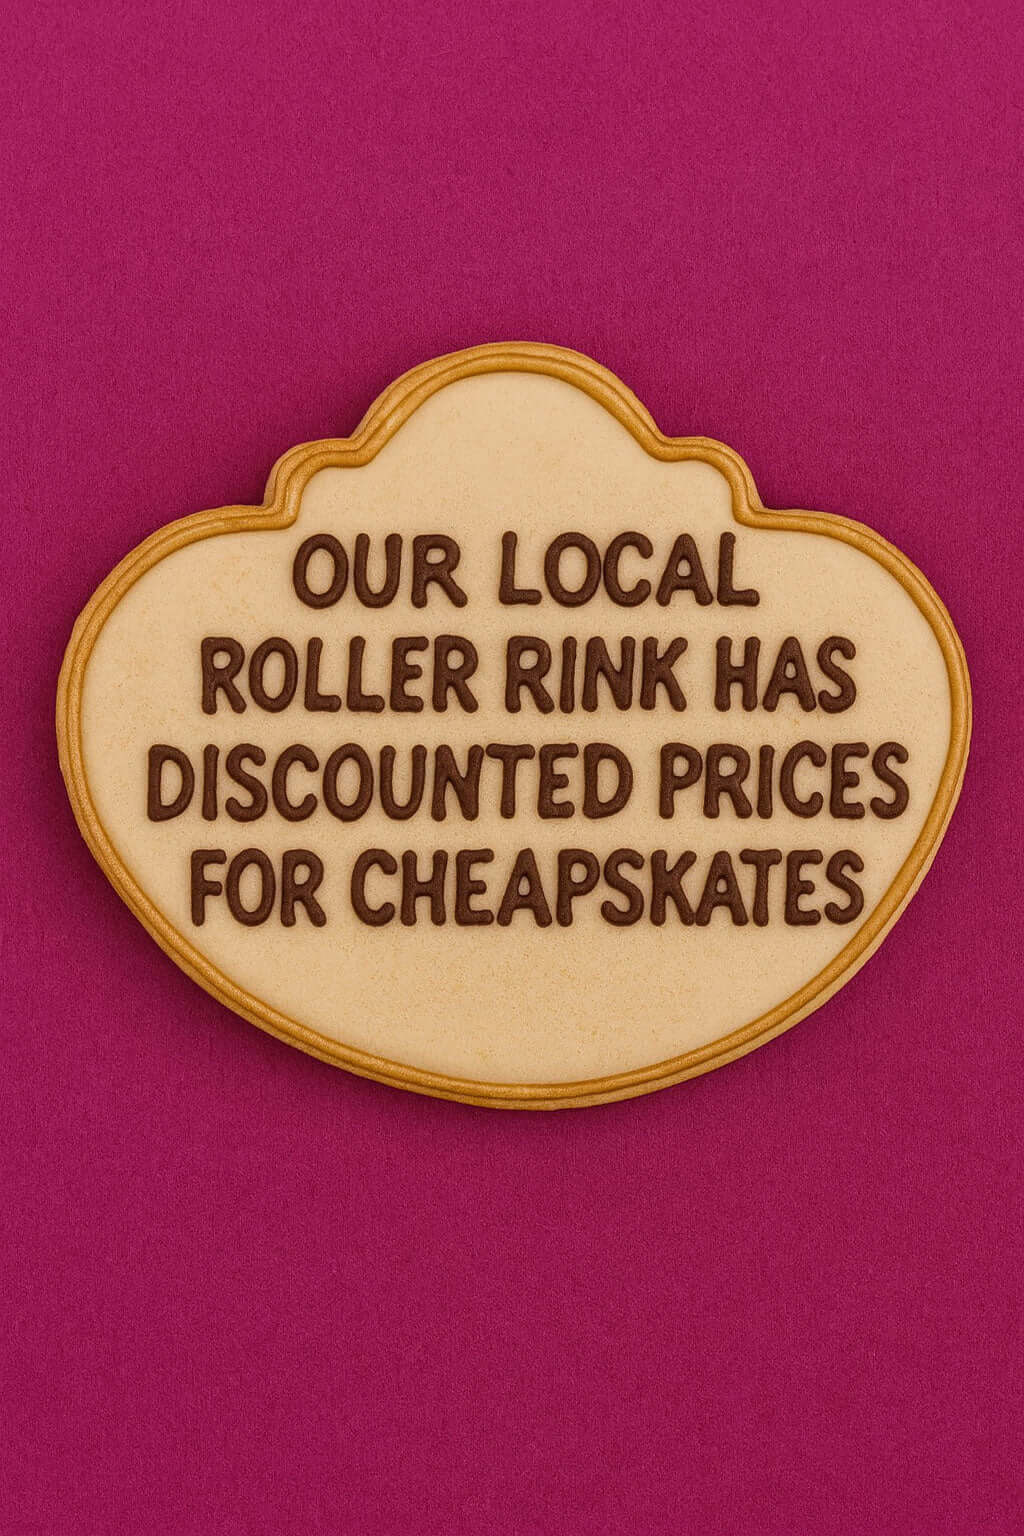 OUR LOCAL
ROLLER RINK HAS
DISCOUNTED PRICES
FOR CHEAPSKATES